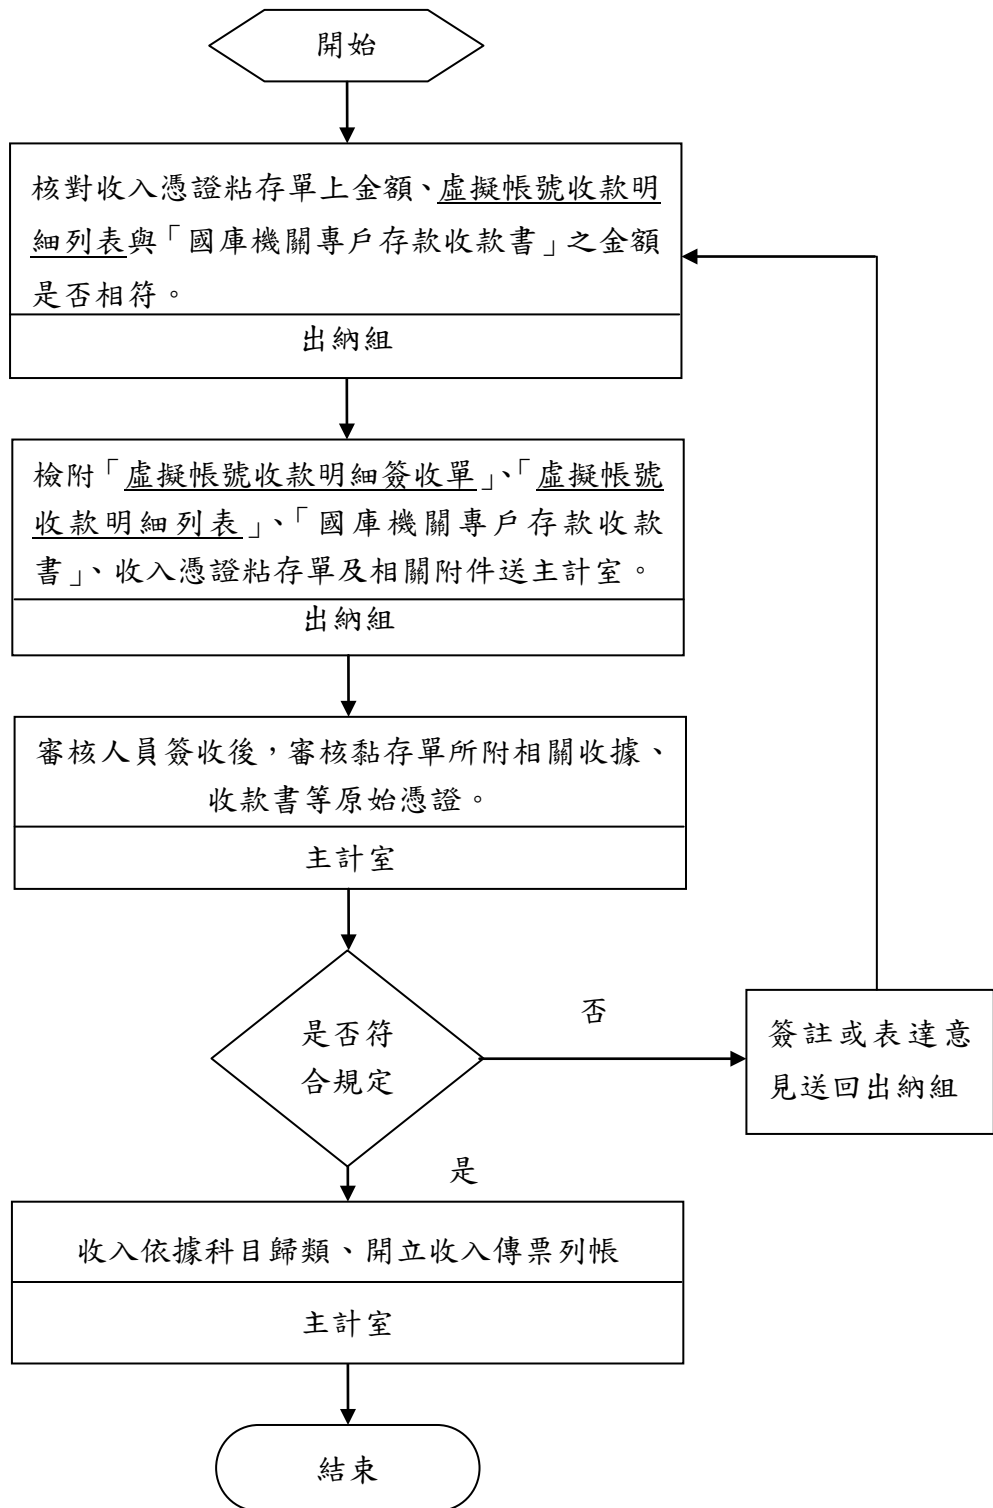 開始
核對收入憑證粘存單上金額、虛擬帳號收款明
細列表與「國庫機關專戶存款收款書」之金額
是否相符。
出納組
檢附「虛擬帳號收款明細簽收單」、「虛擬帳號
收款明細列表」、「國庫機關專戶存款收款
書」、收入憑證粘存單及相關附件送主計室。
出納組
審核人員簽收後，審核黏存單所附相關收據、
收款書等原始憑證。
主計室
是否符
合規定
否
簽註或表達意
見送回出納組
是
收入依據科目歸類、開立收入傳票列帳
主計室
結束